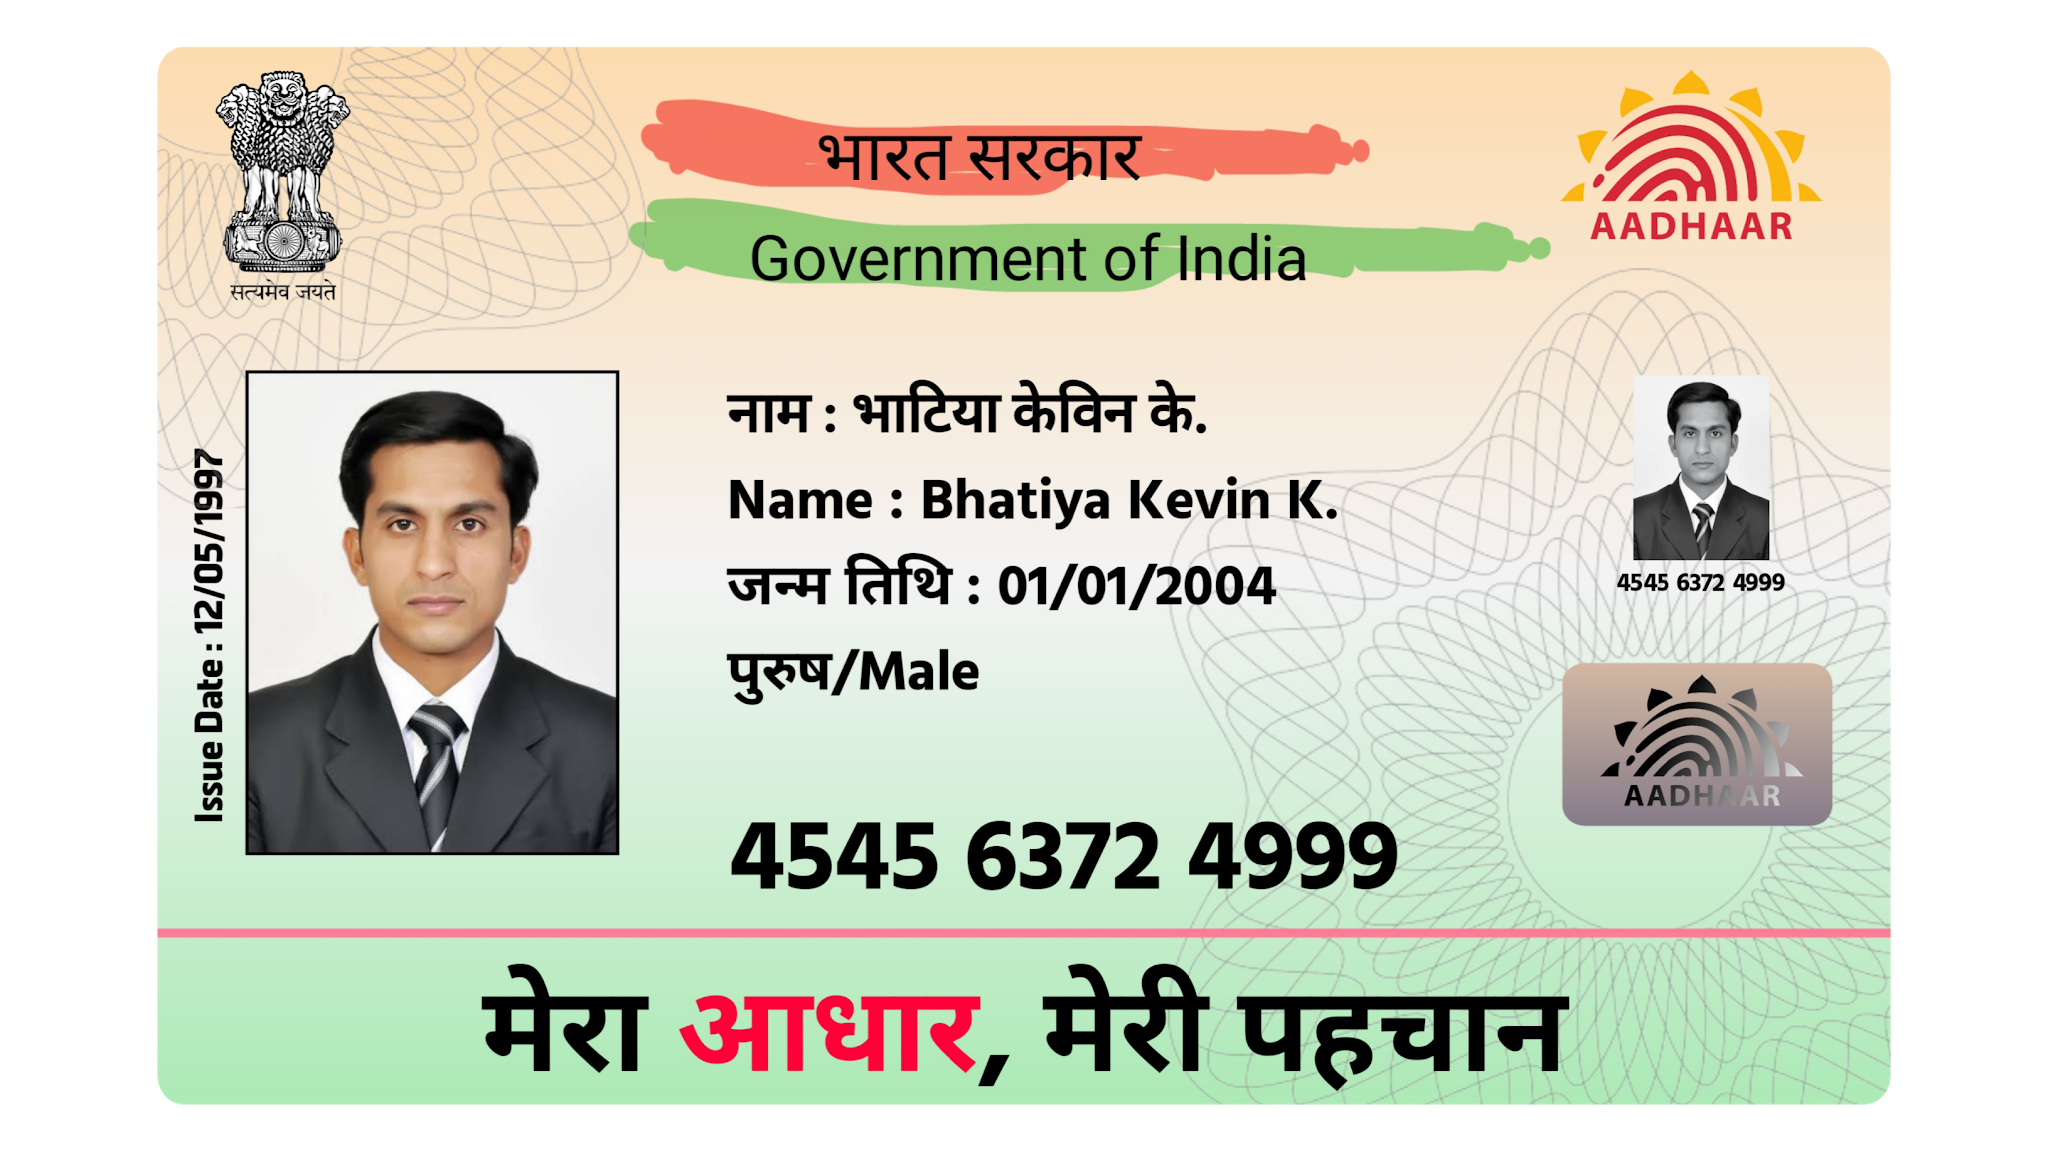 भारत सरकार
Government of India
AADHAAR
सत्यमेव जयते
Issue Date : 12/05/1997
नाम : भाटिया केविन के.
Name : Bhatiya Kevin K.
जन्म तिथि : 01/01/2004
पुरुष/Male
4545 6372 4999
AADHAAR
4545 6372 4999
मेरा आधार, मेरी पहचान